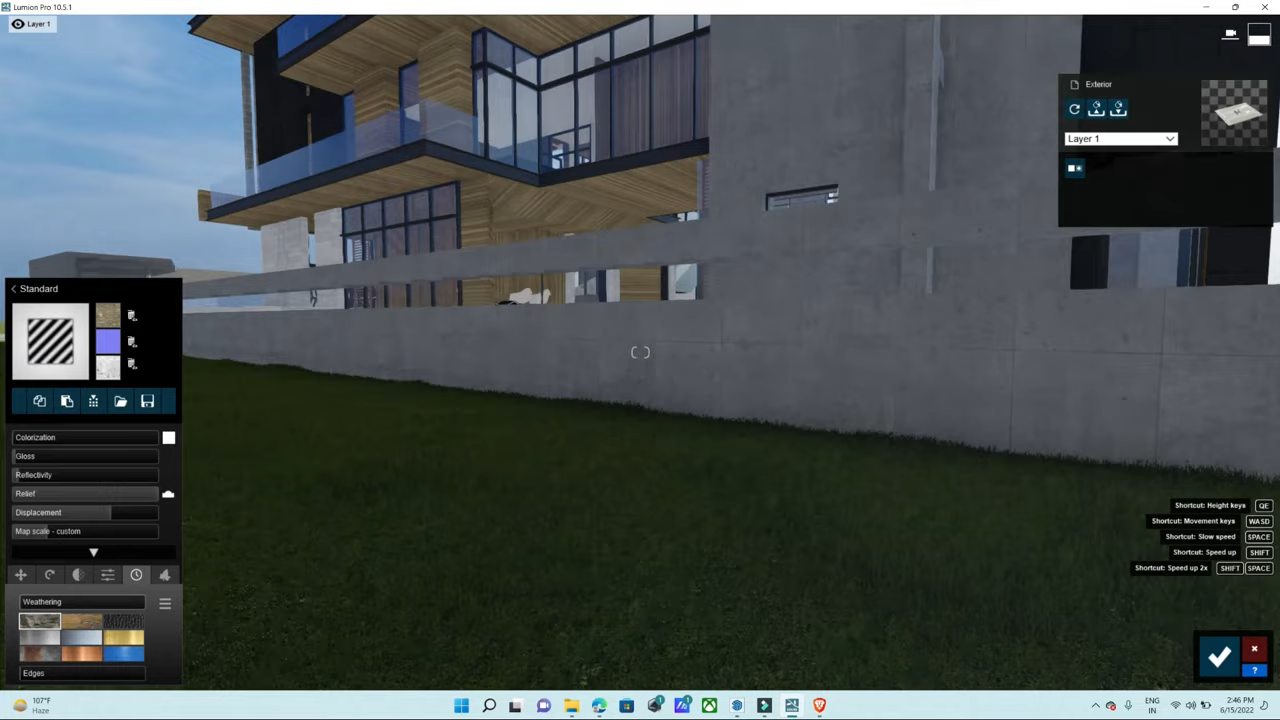 Lumion Pro 10.5.1
Layer 1
Exterior
Layer 1
Standard
Colorization
Gloss
Reflectivity
Relief
Displacement
Map scale - custom
Weathering
Edges
Shortcut: Height keys QE
Shortcut: Movement keys WASD
Shortcut: Slow speed SPACE
Shortcut: Speed up SHIFT
Shortcut: Speed up 2x SHIFT SPACE
?
107°F
Haze
ENG
IN
2:46 PM
6/15/2022